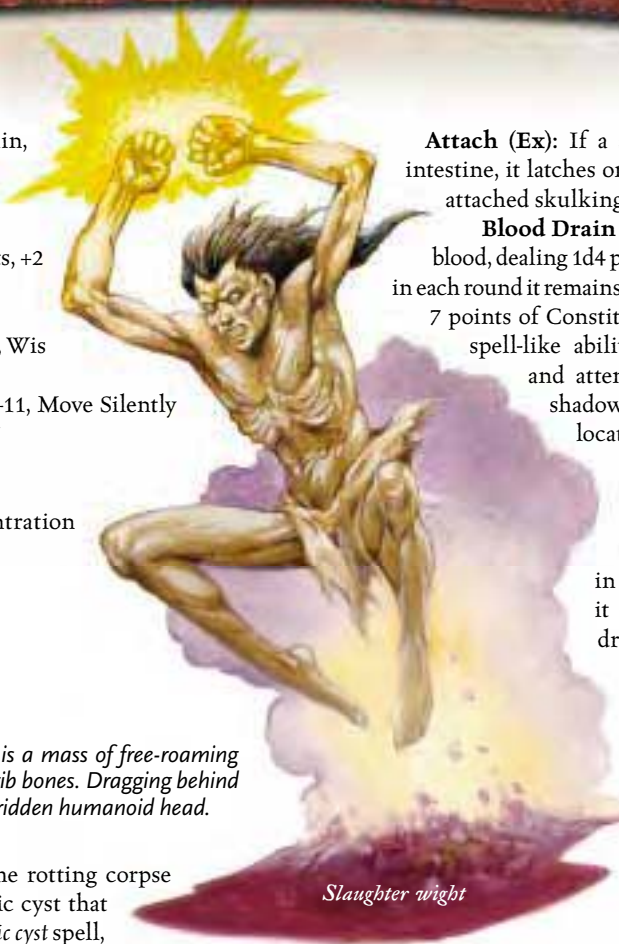 in,
s, +2
, Wis
-11, Move Silently
ntration
is a mass of free-roaming
rib bones. Dragging behind
ridden humanoid head.
he rotting corpse
ic cyst that
ic cyst spell,
Attach (Ex): If a
intestine, it latches or
attached skulking
Blood Drain
blood, dealing 1d4 p
in each round it remains
7 points of Constit
spell-like abilit
and atten
shadow
locat
in
it
dr
Slaughter wight